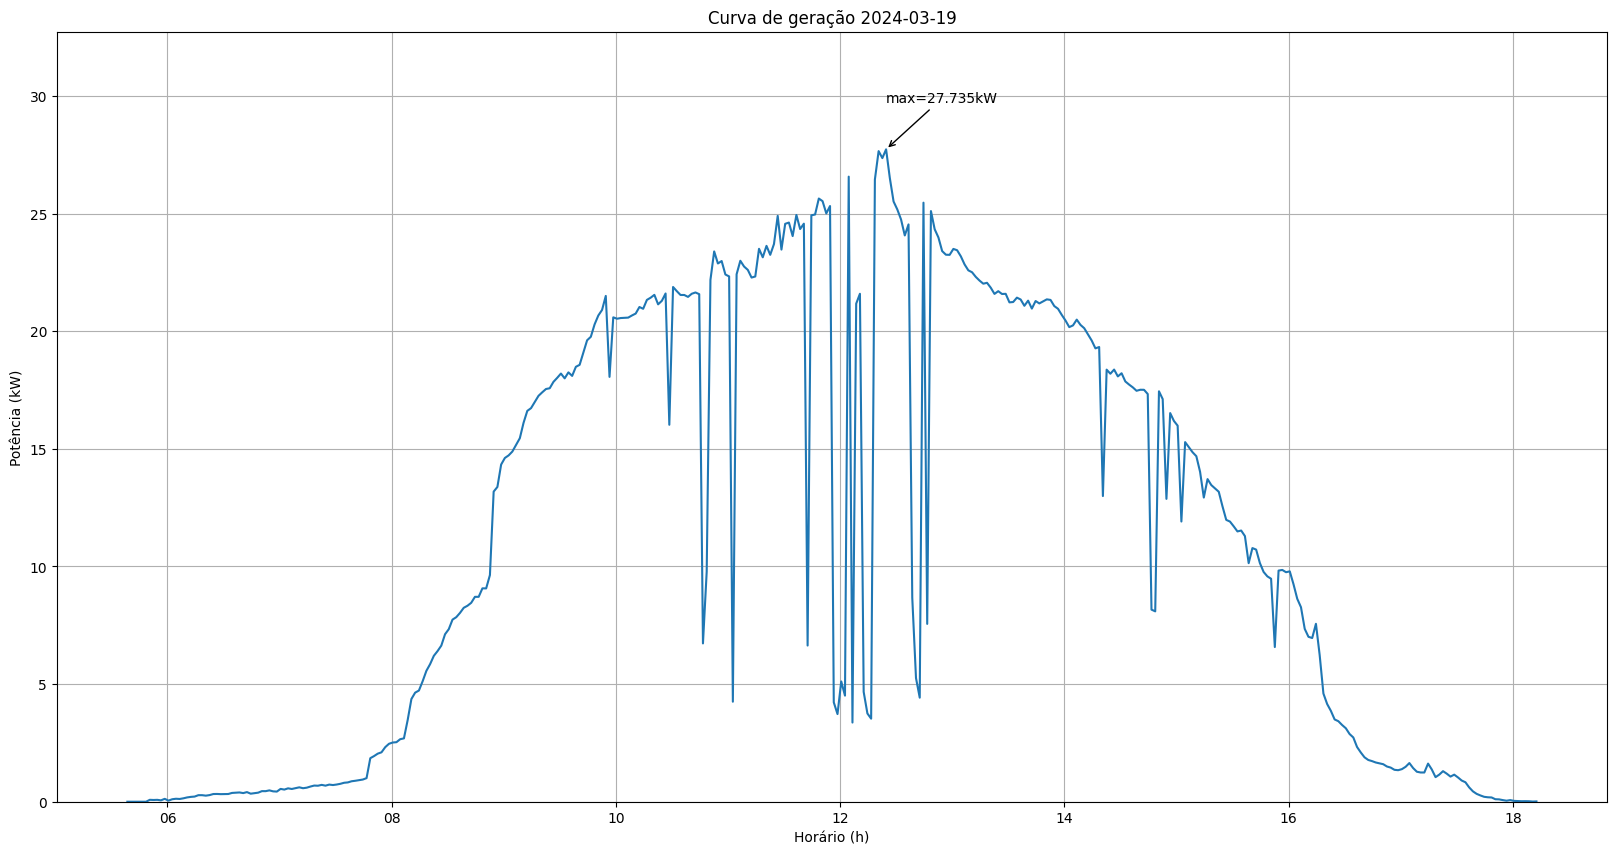 Curva de geração 2024-03-19
max=27.735kW
Potência (kW)
30
25
20
15
10
5
0
06 08 10 12 14 16 18
Horário (h)